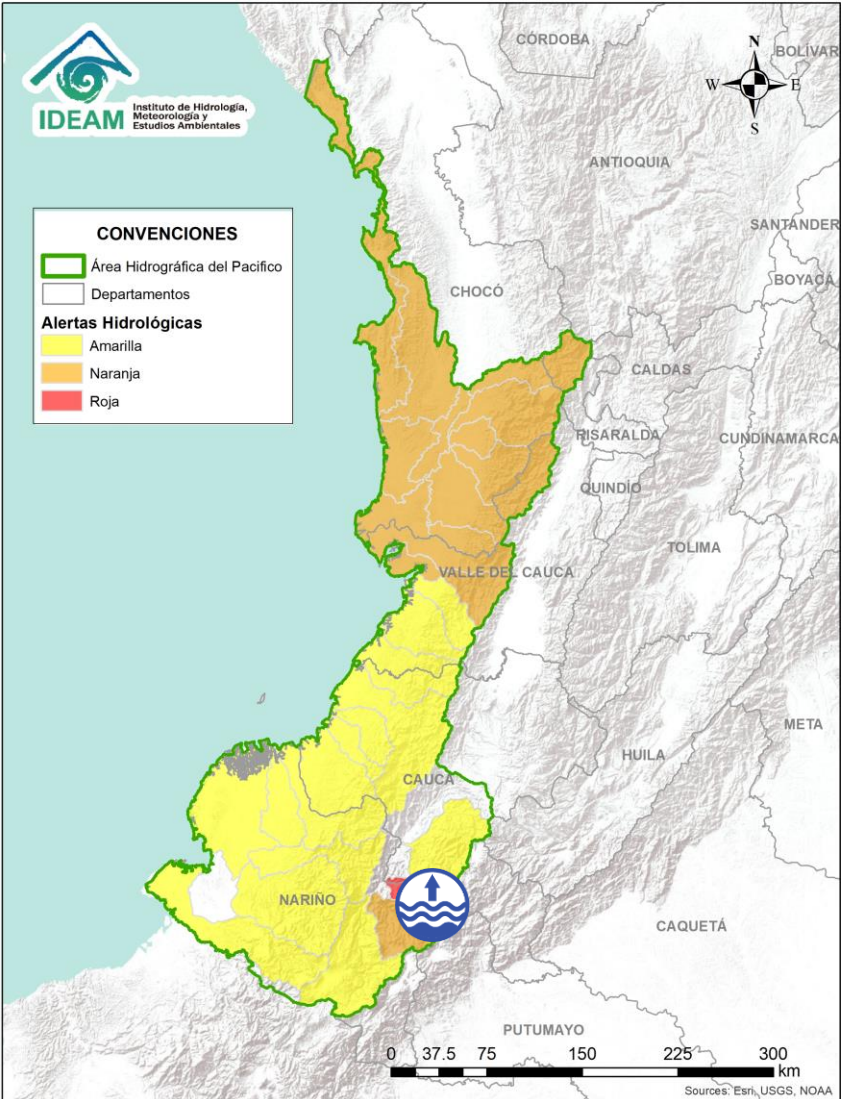 IDEAM
Instituto de Hidrología,
Meteorología y
Estudios Ambientales
CÓRDOBA
BOLÍVAR
N
W
E
S
ANTIOQUIA
SANTANDER
BOYACÁ
CONVENCIONES
Área Hidrográfica del Pacifico
Departamentos
Alertas Hidrológicas
Amarilla
Naranja
Roja
CHOCÓ
CALDAS
RISARALDA
CUNDINAMARCA
QUINDÍO
TOLIMA
VALLE DEL CAUCA
META
HUILA
CAUCA
NARIÑO
CAQUETÁ
PUTUMAYO
0 37.5 75 150 225 300
km
Sources: Esri, USGS, NOAA